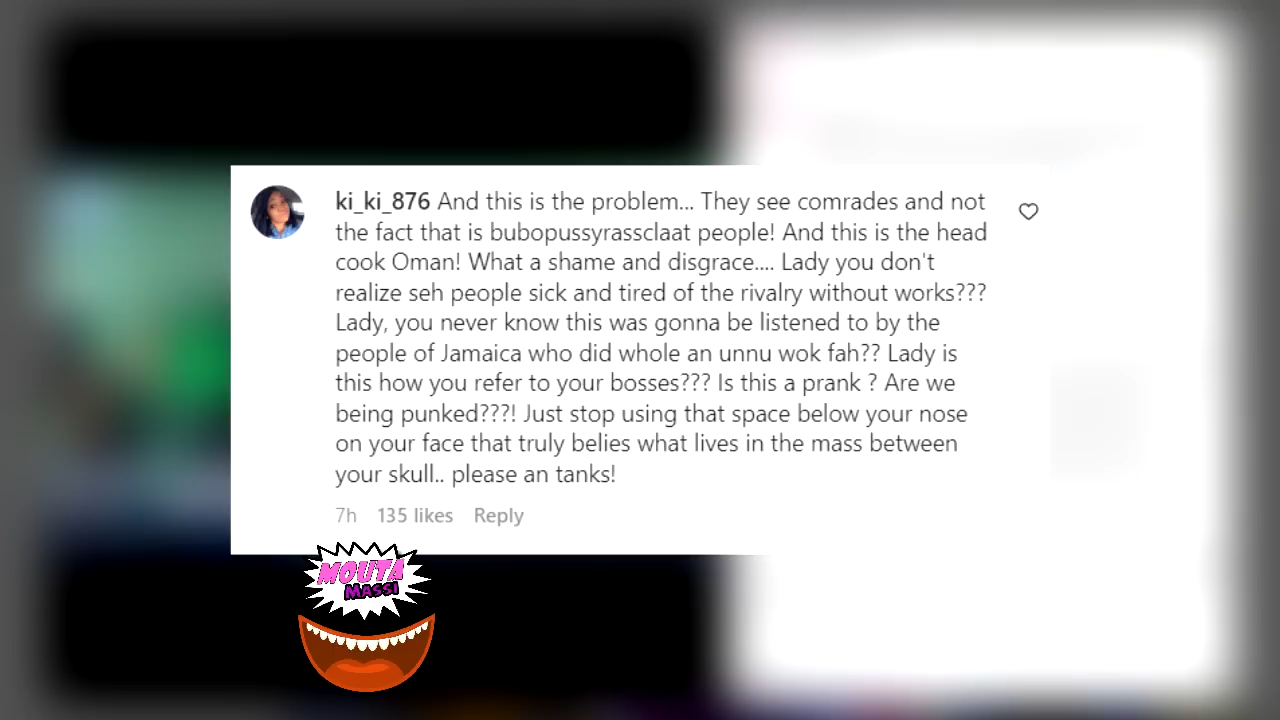 ki_ki_876 And this is the problem... They see comrades and not
the fact that is bubopussyrassclaat people! And this is the head
cook Oman! What a shame and disgrace.... Lady you don't
realize seh people sick and tired of the rivalry without works???
Lady, you never know this was gonna be listened to by the
people of Jamaica who did whole an unnu wok fah?? Lady is
this how you refer to your bosses??? Is this a prank ? Are we
being punked???! Just stop using that space below your nose
on your face that truly belies what lives in the mass between
your skull.. please an tanks!
7h 135 likes Reply
MOUTA
MASSI